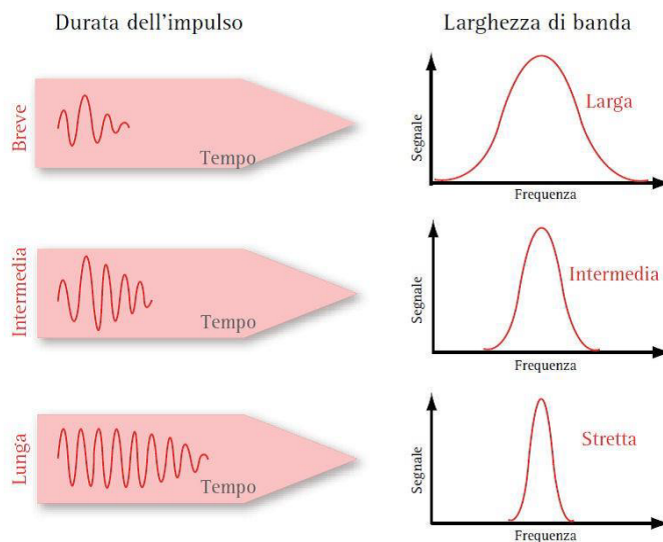 Durata dell'impulso
Larghezza di banda
Breve
Tempo
Segnale
Larga
Frequenza
Intermedia
Tempo
Segnale
Intermedia
Frequenza
Lunga
Tempo
Segnale
Stretta
Frequenza